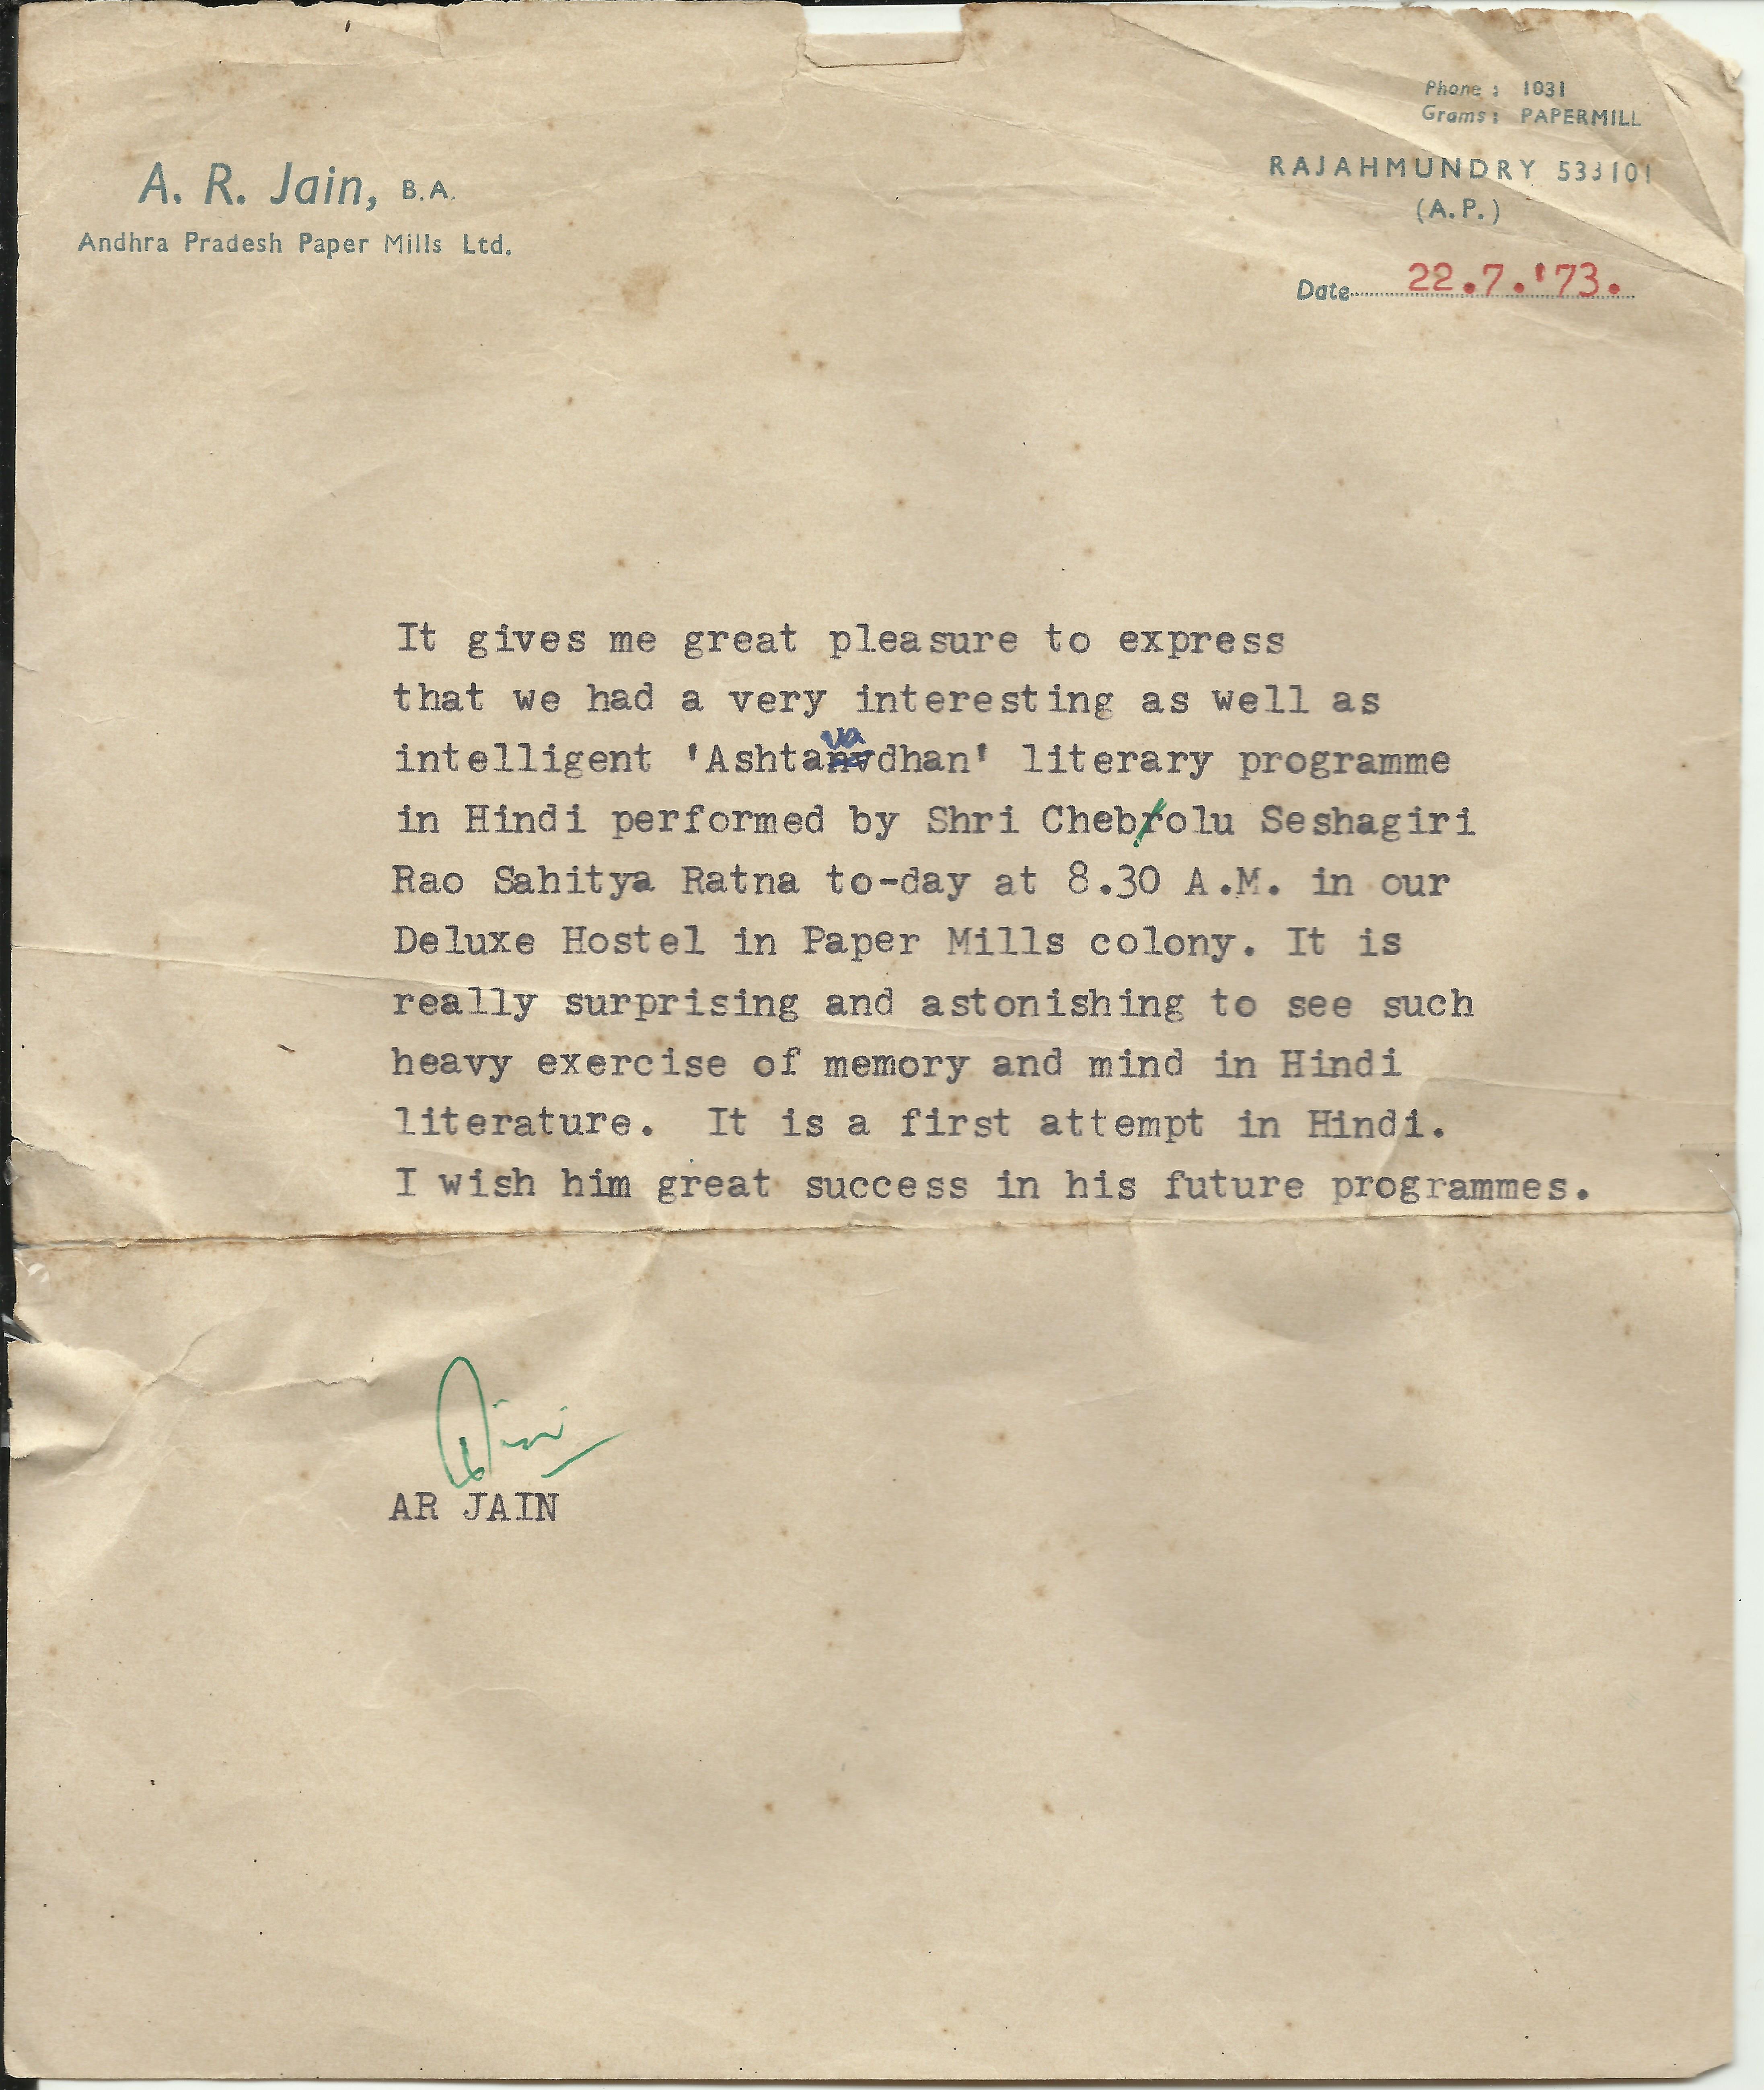 Phone : 1031
Grams : PAPERMILL
A. R. Jain, B.A.
Andhra Pradesh Paper Mills Ltd.
RAJAHMUNDRY 533101
(A.P.)
Date 22.7.'73.
It gives me great pleasure to express
that we had a very interesting as well as
intelligent 'Ashtavadhan' literary programme
in Hindi performed by Shri Chebrolu Seshagiri
Rao Sahitya Ratna to-day at 8.30 A.M. in our
Deluxe Hostel in Paper Mills colony. It is
really surprising and astonishing to see such
heavy exercise of memory and mind in Hindi
literature. It is a first attempt in Hindi.
I wish him great success in his future programmes.
Jain
AR JAIN